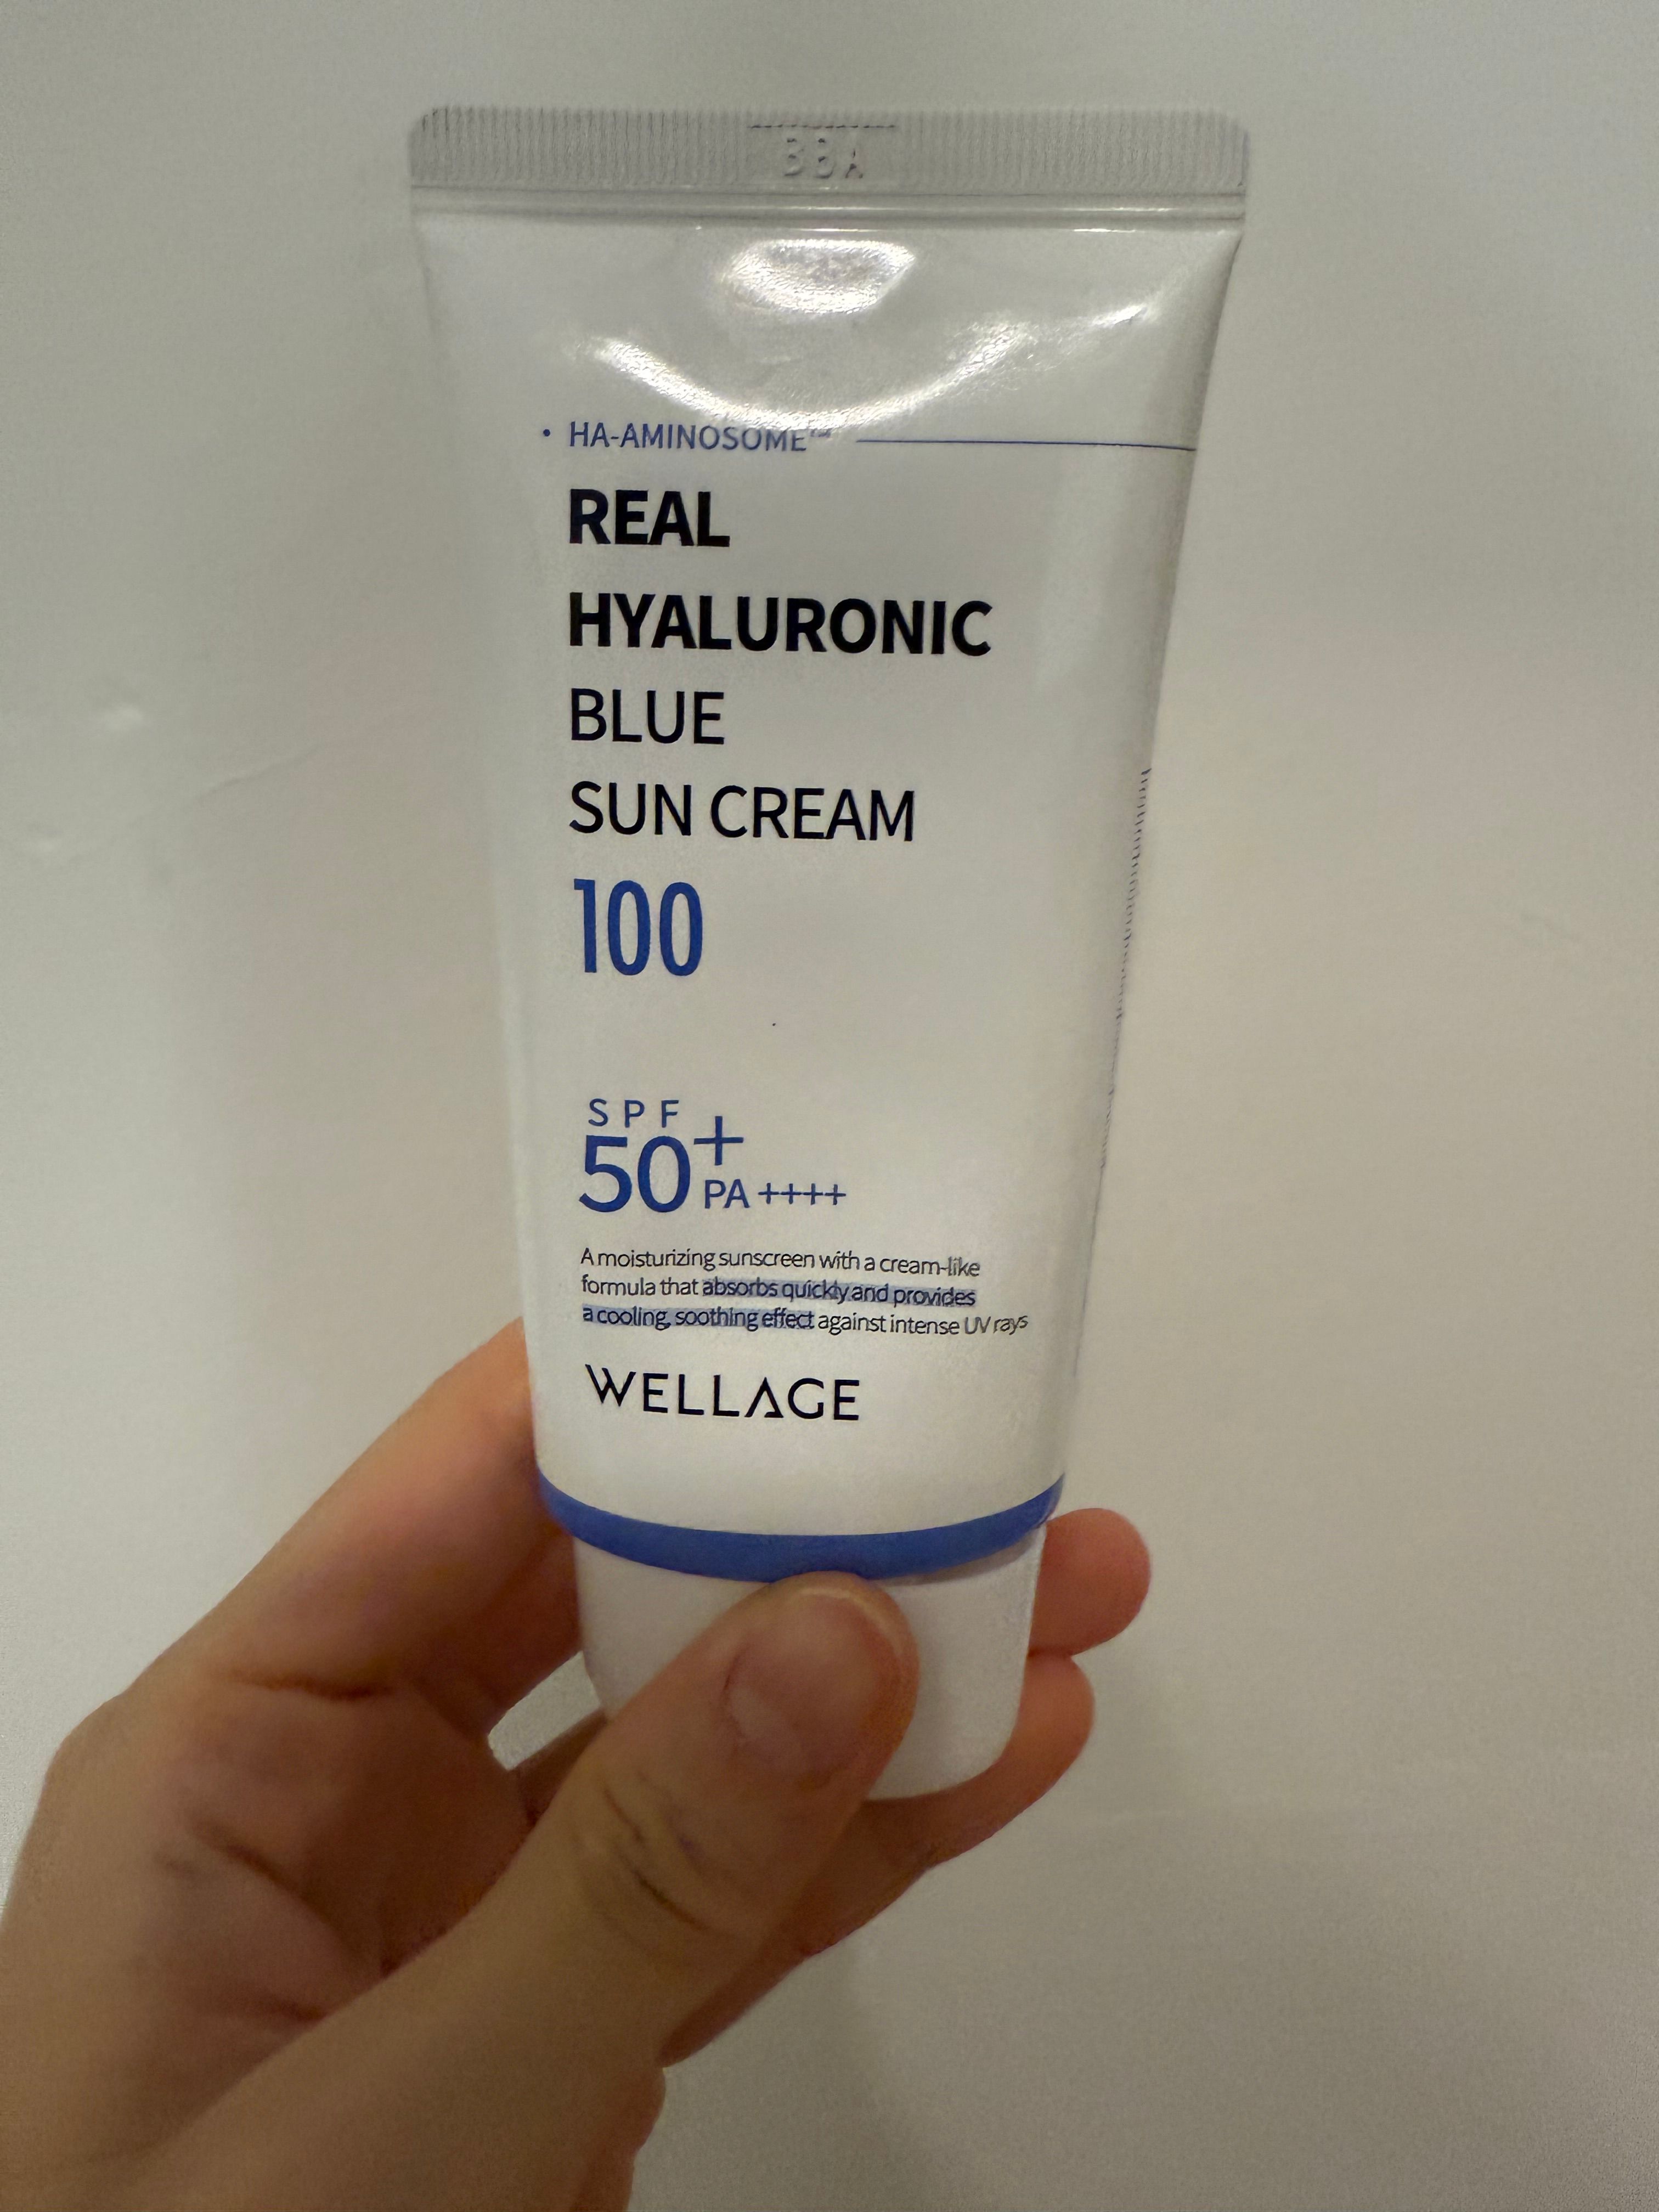 BBA
• HA-AMINOSOME™
REAL
HYALURONIC
BLUE
SUN CREAM
100
SPF
50+
PA ++++
A moisturizing sunscreen with a cream-like
formula that absorbs quickly and provides
a cooling, soothing effect against intense UV rays
WELLAGE